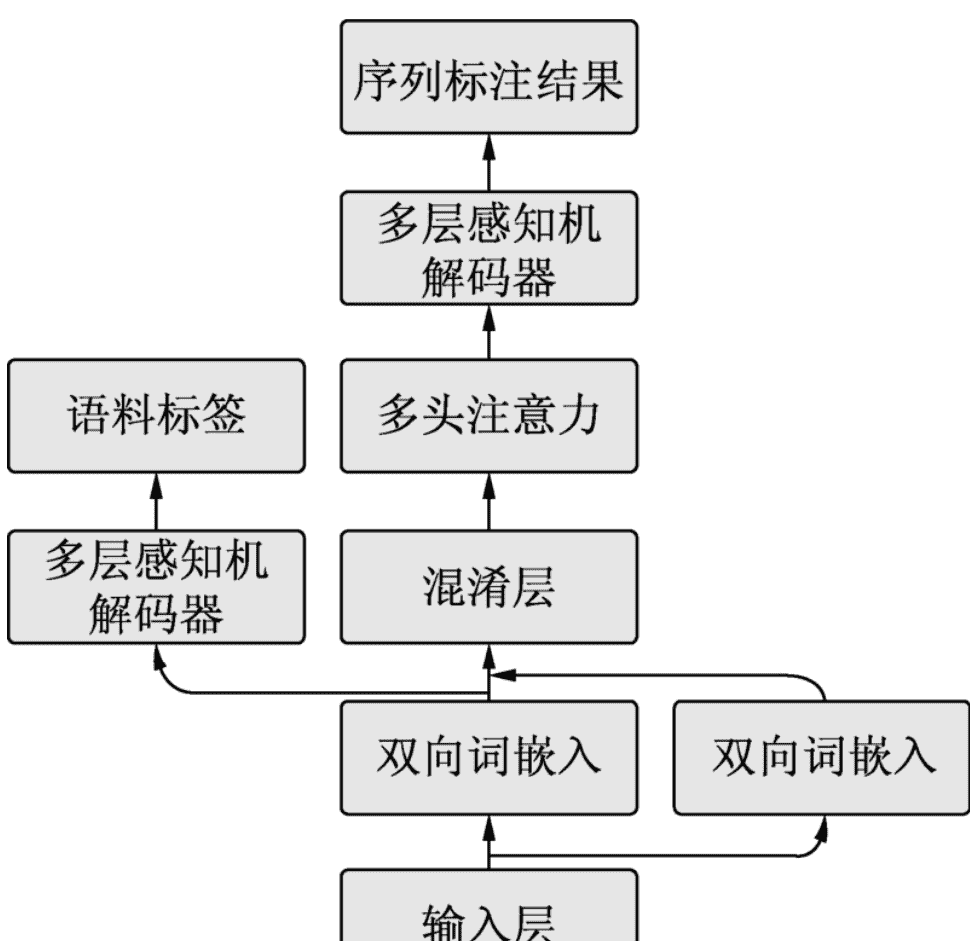 序列标注结果
多层感知机
解码器
语料标签
多头注意力
多层感知机
解码器
混淆层
双向词嵌入
双向词嵌入
输入层